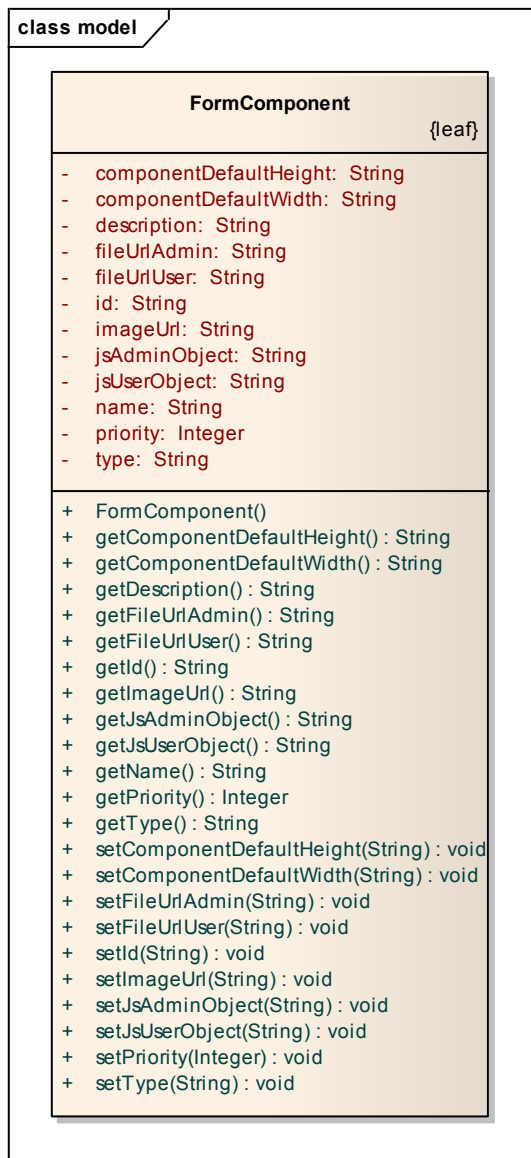 class model
FormComponent
{leaf}
- componentDefaultHeight: String
- componentDefaultWidth: String
- description: String
- fileUrlAdmin: String
- fileUrlUser: String
- id: String
- imageUrl: String
- jsAdminObject: String
- jsUserObject: String
- name: String
- priority: Integer
- type: String
+ FormComponent()
+ getComponentDefaultHeight() : String
+ getComponentDefaultWidth() : String
+ getDescription() : String
+ getFileUrlAdmin() : String
+ getFileUrlUser() : String
+ getId() : String
+ getImageUrl() : String
+ getJsAdminObject() : String
+ getJsUserObject() : String
+ getName() : String
+ getPriority() : Integer
+ getType() : String
+ setComponentDefaultHeight(String) : void
+ setComponentDefaultWidth(String) : void
+ setFileUrlAdmin(String) : void
+ setFileUrlUser(String) : void
+ setId(String) : void
+ setImageUrl(String) : void
+ setJsAdminObject(String) : void
+ setJsUserObject(String) : void
+ setPriority(Integer) : void
+ setType(String) : void